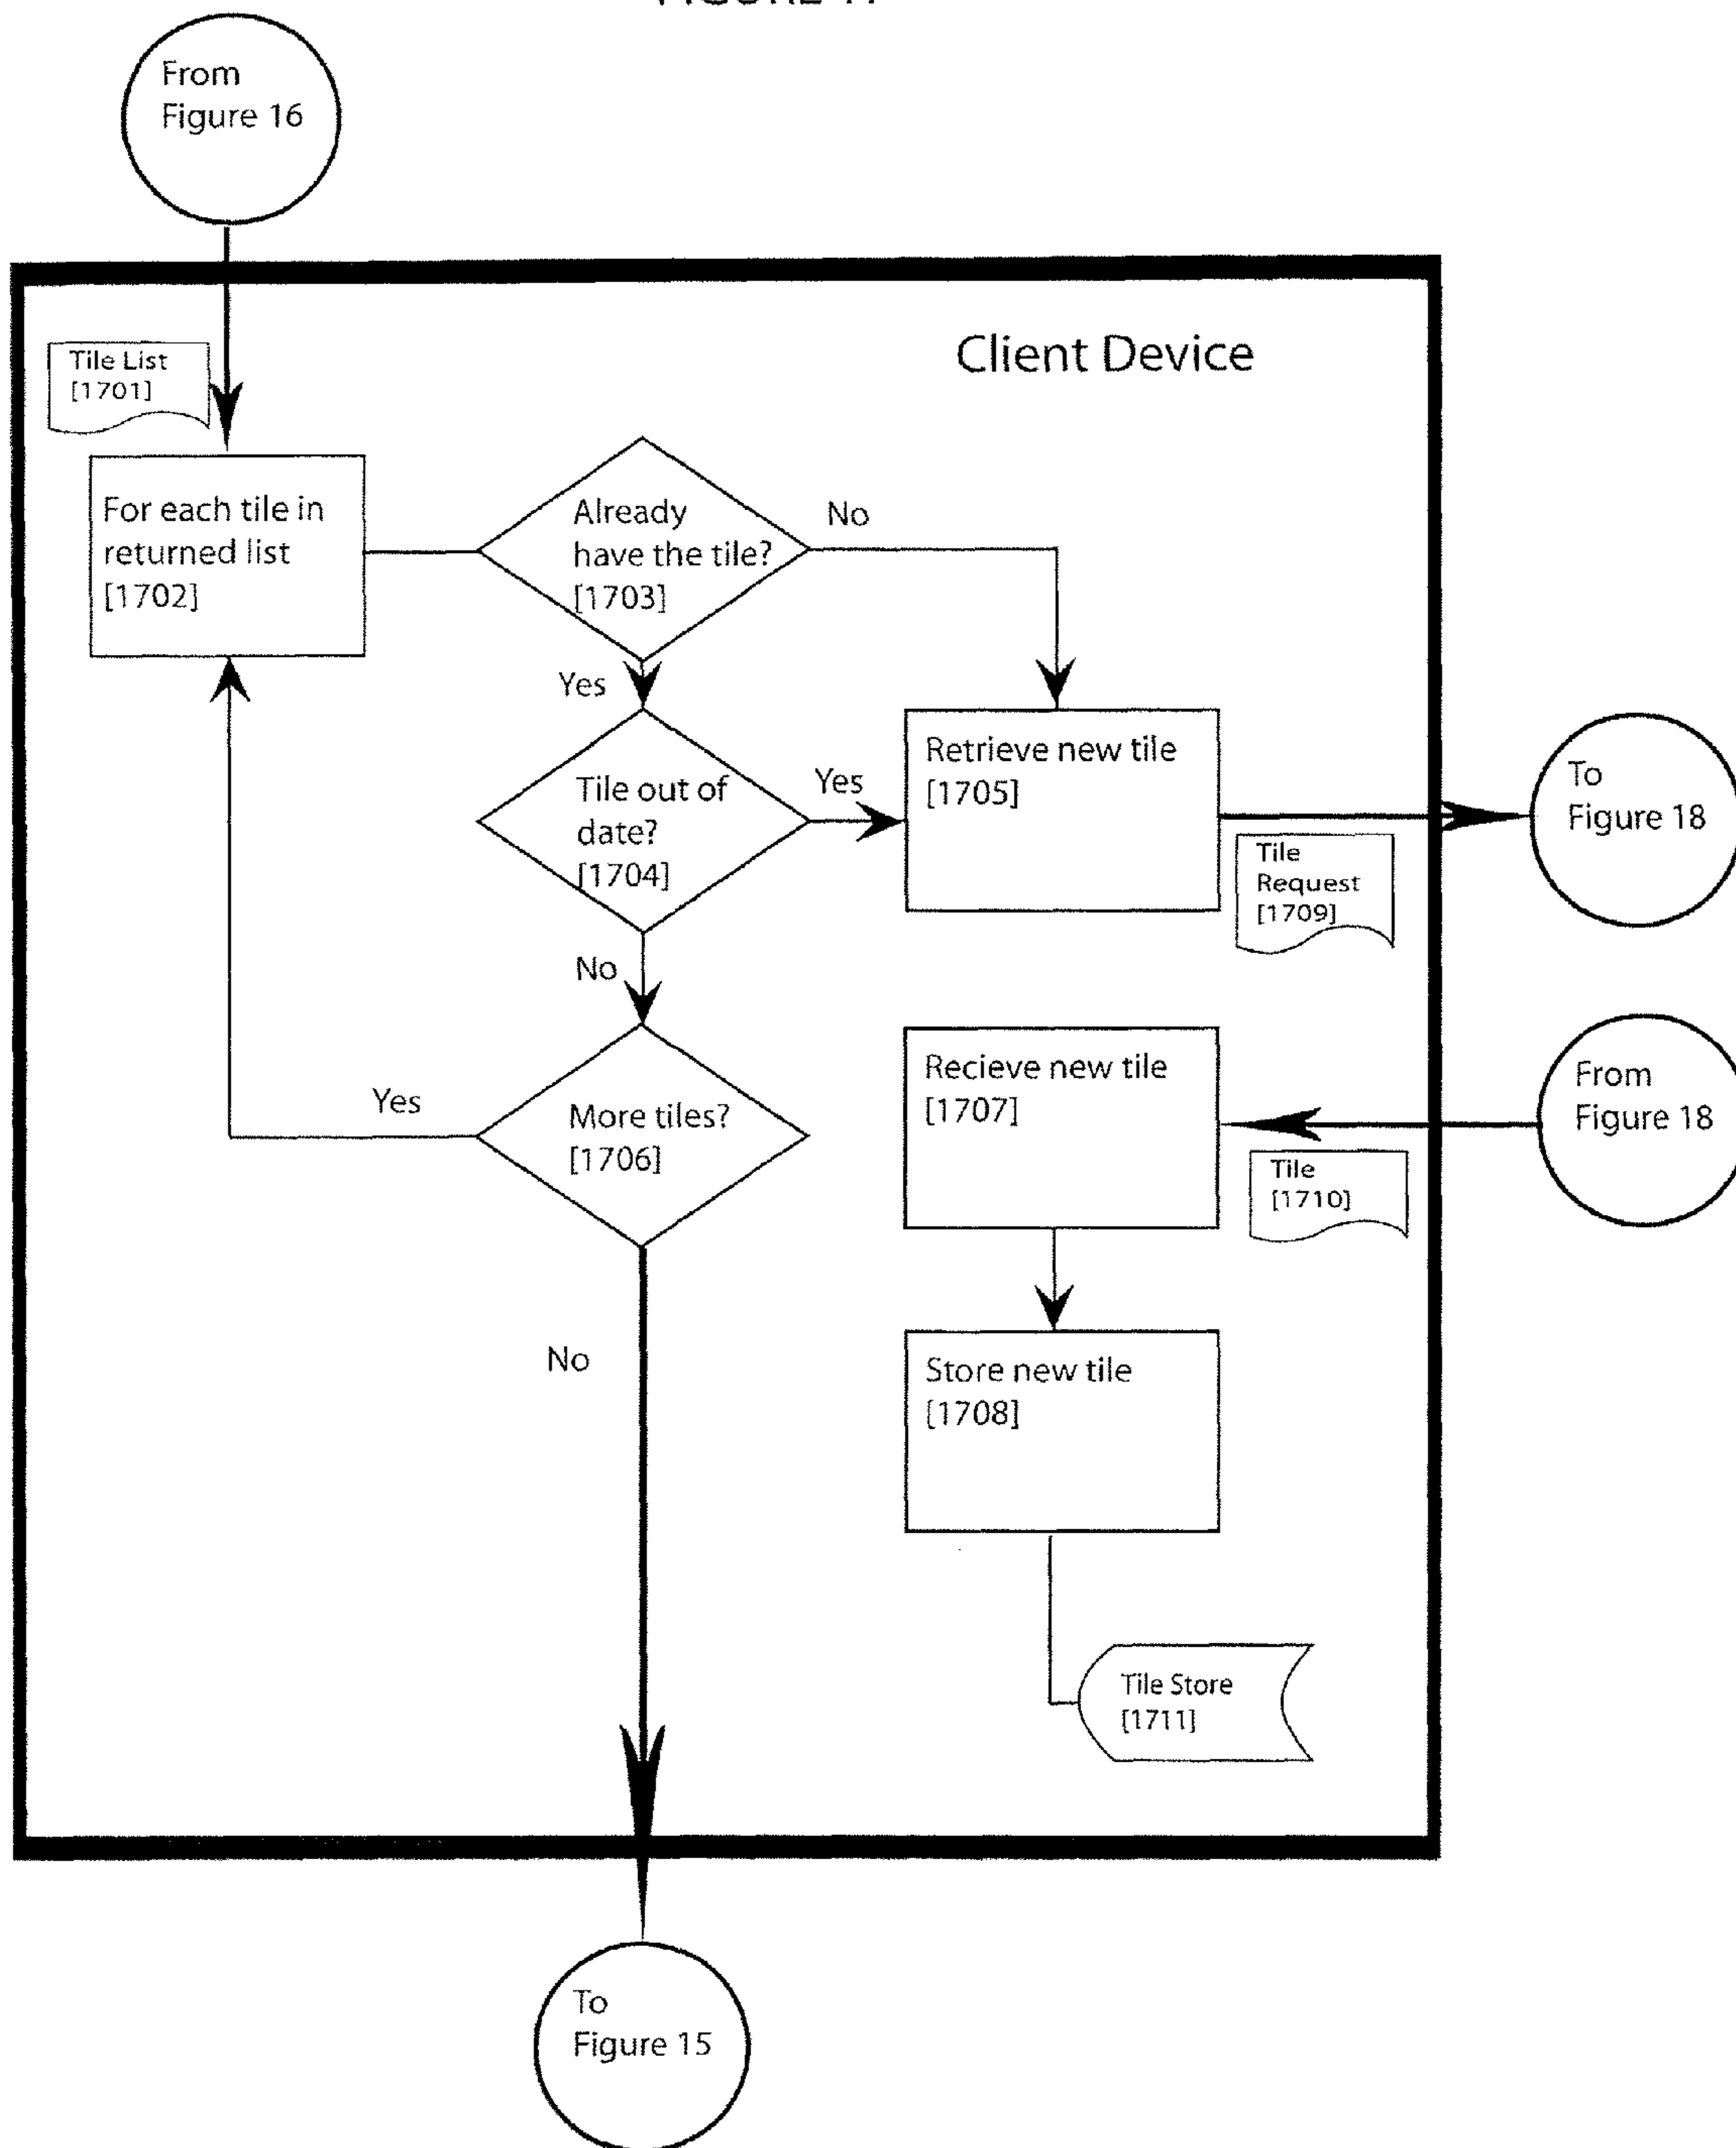 From
Figure 16
Client Device
Tile List
[1701]
For each tile in
returned list
[1702]
Already
have the tile?
[1703]
No
Yes
Tile out of
date?
[1704]
Yes
Retrieve new tile
[1705]
To
Figure 18
Tile
Request
[1709]
No
More tiles?
[1706]
Yes
Recieve new tile
[1707]
From
Figure 18
Tile
[1710]
No
Store new tile
[1708]
Tile Store
[1711]
To
Figure 15